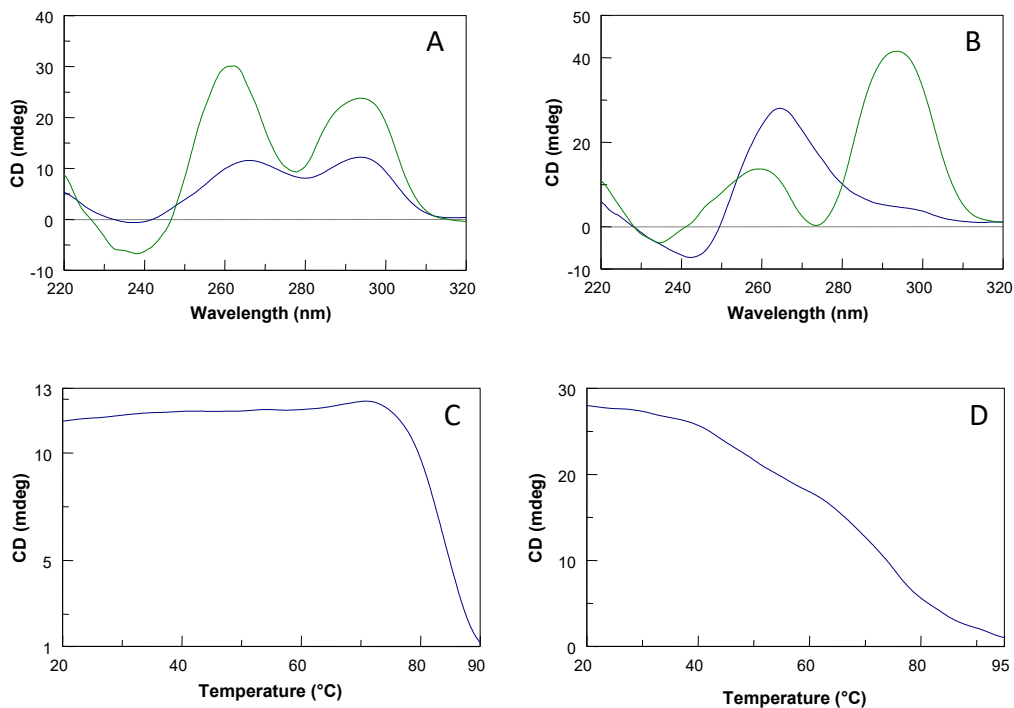 A
40
30
20
10
0
-10
CD (mdeg)
220 240 260 280 300 320
Wavelength (nm)
B
50
40
20
0
-10
CD (mdeg)
220 240 260 280 300 320
Wavelength (nm)
C
13
10
5
1
CD (mdeg)
20 40 60 80 90
Temperature (°C)
D
30
20
10
0
CD (mdeg)
20 40 60 80 95
Temperature (°C)